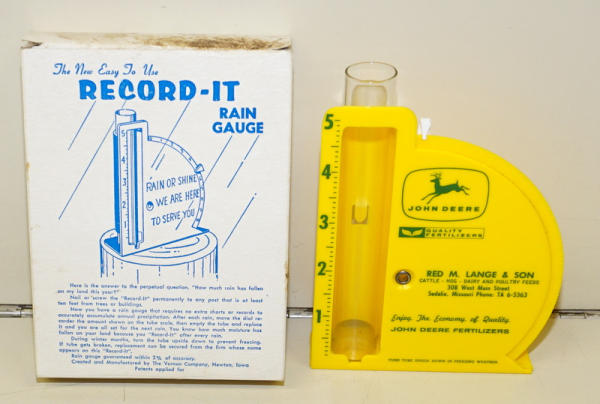 The New Easy To Use
RECORD-IT
RAIN
GAUGE
5
4
3
2
1
RAIN OR SHINE
WE ARE HERE
TO SERVE YOU
Here is the answer to the perpetual question, "How much rain has fallen
on my land this year?"
Nail or screw the "Record-It" permanently to any post that is at least
ten feet from trees or buildings.
Now you have a rain gauge that requires no extra charts or records to
accurately accumulate annual precipitation. After each rain, move the dial re-
corder the amount shown on the tube scale, then empty the tube and replace
it and you are all set for the next rain. You know how much moisture has
fallen on your land because you "Record-It" after every rain.
During winter months, turn the tube upside down to prevent freezing.
If tube gets broken, replacement can be secured from the firm whose name
appears on this "Record-It".
Rain gauge guaranteed within 2% of accuracy.
Created and Manufactured by The Vernon Company, Newton, Iowa
Patents applied for
5
4
3
2
1
JOHN DEERE
QUALITY
FERTILIZERS
RED M. LANGE & SON
CATTLE - HOG - DAIRY AND POULTRY FEEDS
308 West Main Street
Sedalia, Missouri Phone: TA 6-5363
Enjoy The Economy of Quality
JOHN DEERE FERTILIZERS
TURN TUBE UPSIDE DOWN IN FREEZING WEATHER